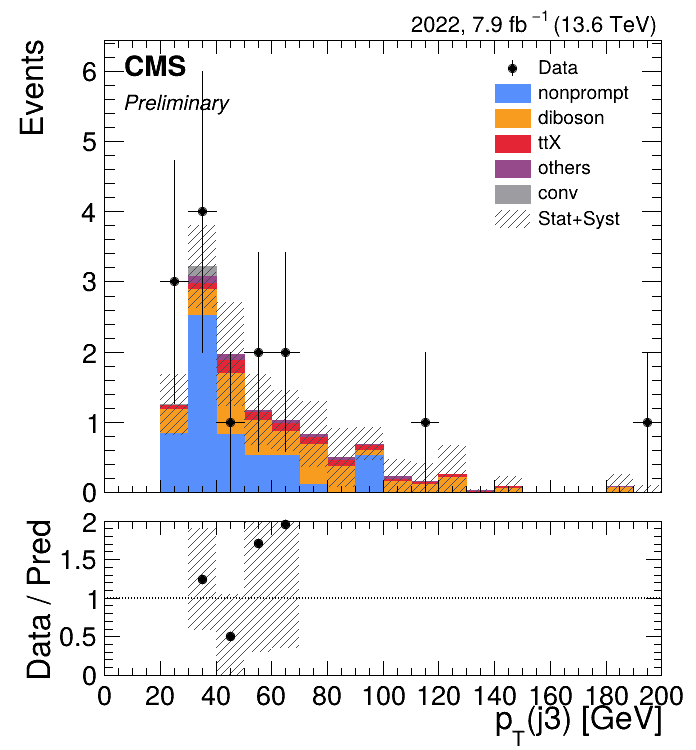 2022, 7.9 fb⁻¹ (13.6 TeV)
CMS
Preliminary
Events
6
5
4
3
2
1
0
Data
nonprompt
diboson
ttX
others
conv
Stat+Syst
Data / Pred
2
1.5
1
0.5
0
0 20 40 60 80 100 120 140 160 180 200
p_T(j3) [GeV]